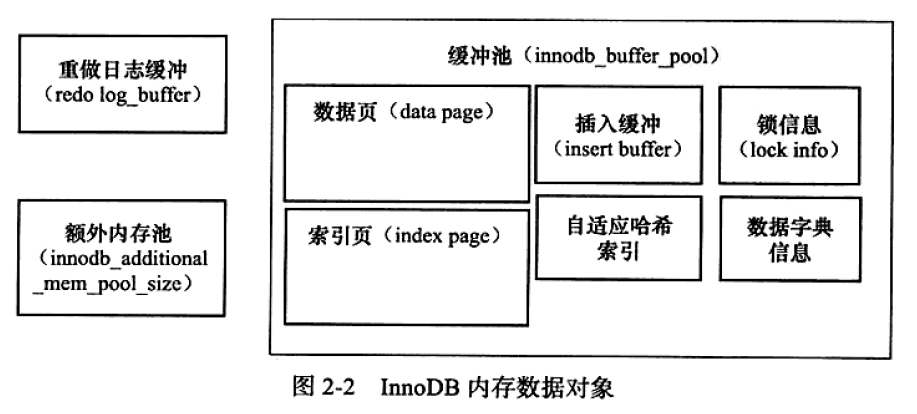 重做日志缓冲
（redo log_buffer）
额外内存池
（innodb_additional
_mem_pool_size）
缓冲池（innodb_buffer_pool）
数据页（data page）
插入缓冲
（insert buffer）
锁信息
（lock info）
索引页（index page）
自适应哈希
索引
数据字典
信息
图 2-2 InnoDB 内存数据对象